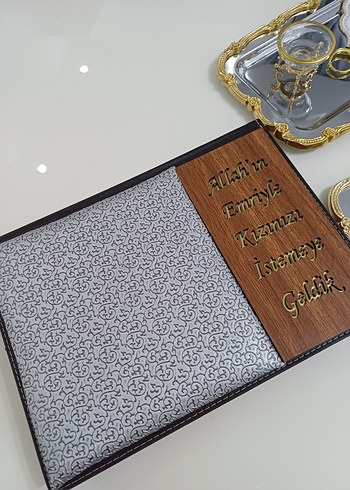 Allah'ın
Emriyle
Kızınızı
İstemeye
Geldik